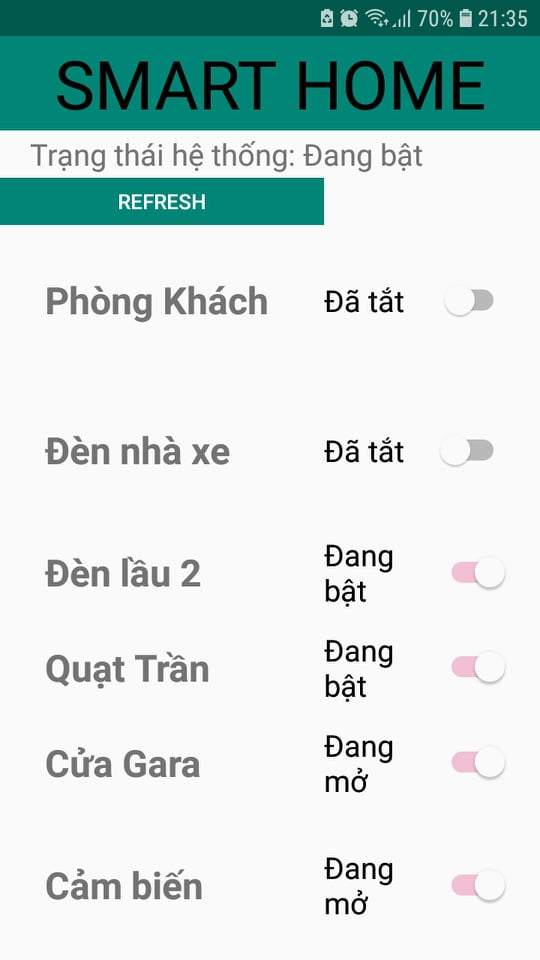 70% 21:35
SMART HOME
Trạng thái hệ thống: Đang bật
REFRESH
Phòng Khách Đã tắt
Đèn nhà xe Đã tắt
Đèn lầu 2 Đang
bật
Quạt Trần Đang
bật
Cửa Gara Đang
mở
Cảm biến Đang
mở